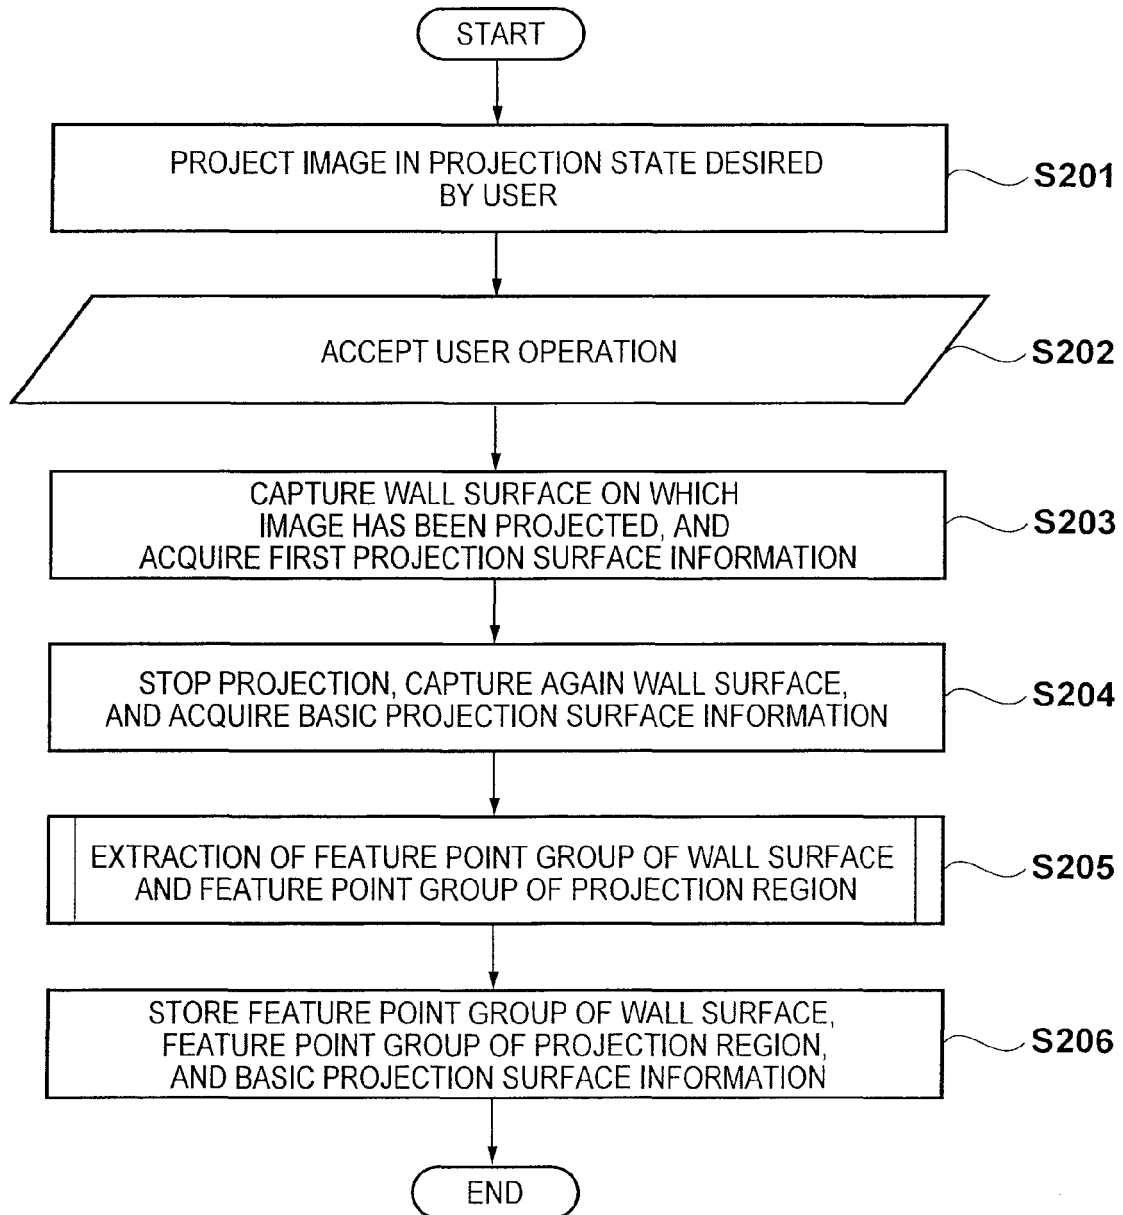 START
PROJECT IMAGE IN PROJECTION STATE DESIRED
BY USER
S201
ACCEPT USER OPERATION
S202
CAPTURE WALL SURFACE ON WHICH
IMAGE HAS BEEN PROJECTED, AND
ACQUIRE FIRST PROJECTION SURFACE INFORMATION
S203
STOP PROJECTION, CAPTURE AGAIN WALL SURFACE,
AND ACQUIRE BASIC PROJECTION SURFACE INFORMATION
S204
EXTRACTION OF FEATURE POINT GROUP OF WALL SURFACE
AND FEATURE POINT GROUP OF PROJECTION REGION
S205
STORE FEATURE POINT GROUP OF WALL SURFACE,
FEATURE POINT GROUP OF PROJECTION REGION,
AND BASIC PROJECTION SURFACE INFORMATION
S206
END